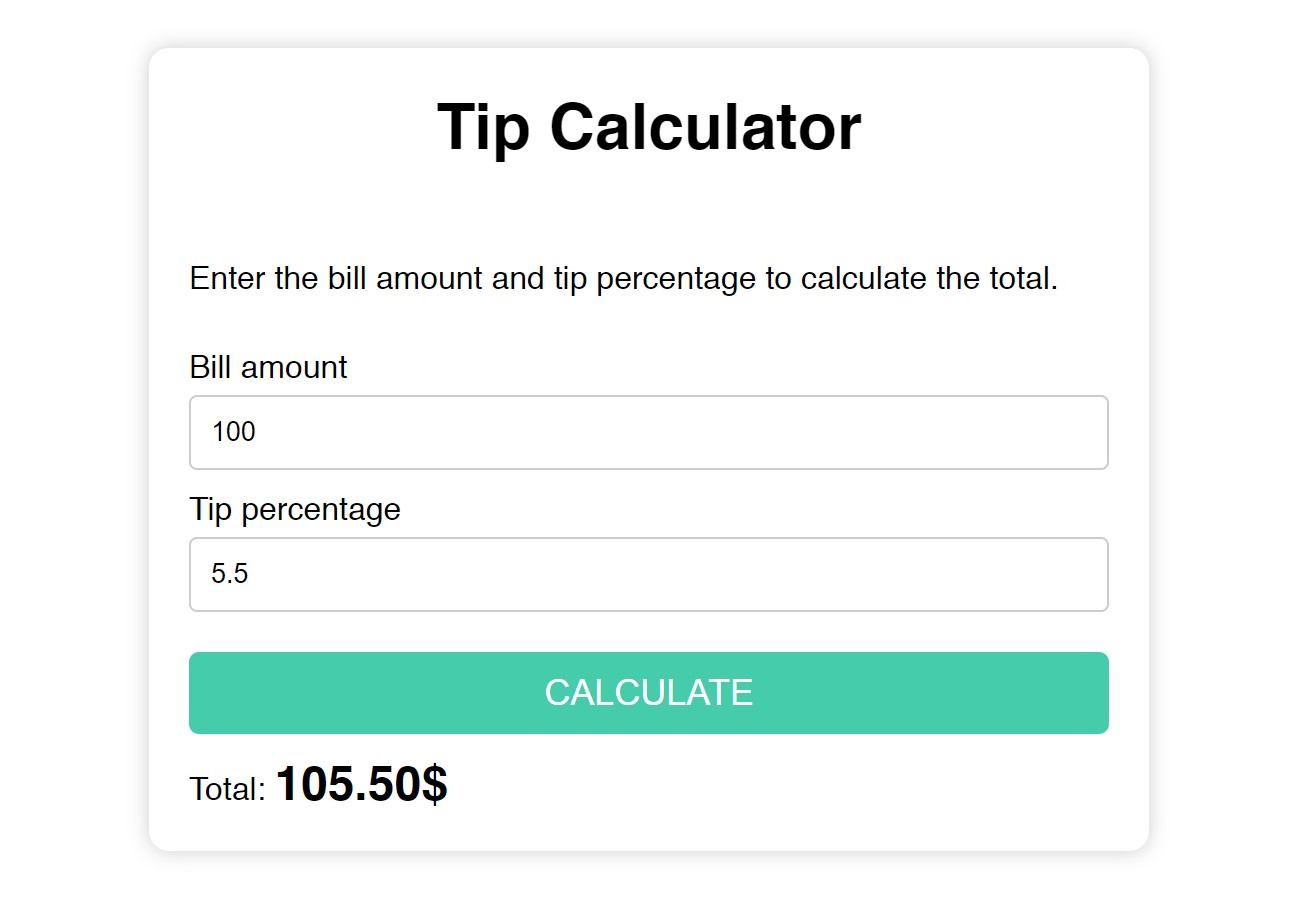 Tip Calculator
Enter the bill amount and tip percentage to calculate the total.
Bill amount
100
Tip percentage
5.5
CALCULATE
Total: 105.50$